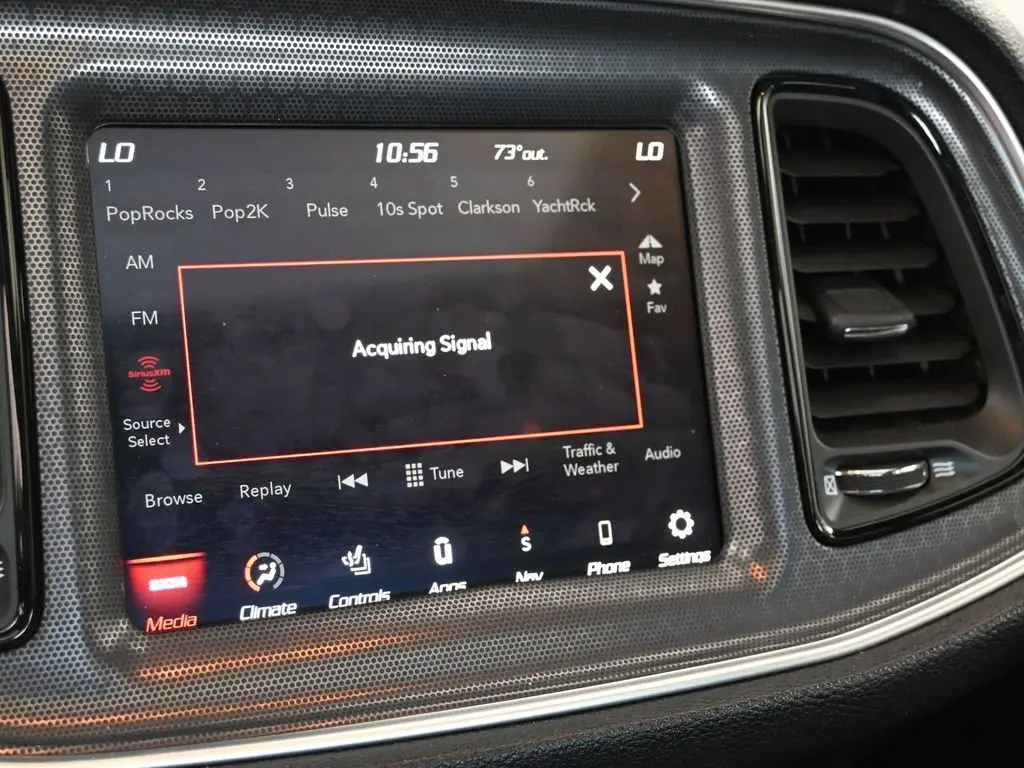 LO 10:56 73°out. LO
1 2 3 4 5 6
PopRocks Pop2K Pulse 10s Spot Clarkson YachtRck
Map
AM
Fav
FM
Acquiring Signal
SiriusXM
Source
Select
Traffic &
Weather
Audio
Browse Replay Tune
S
Media Climate Controls Apps Nav Phone Settings